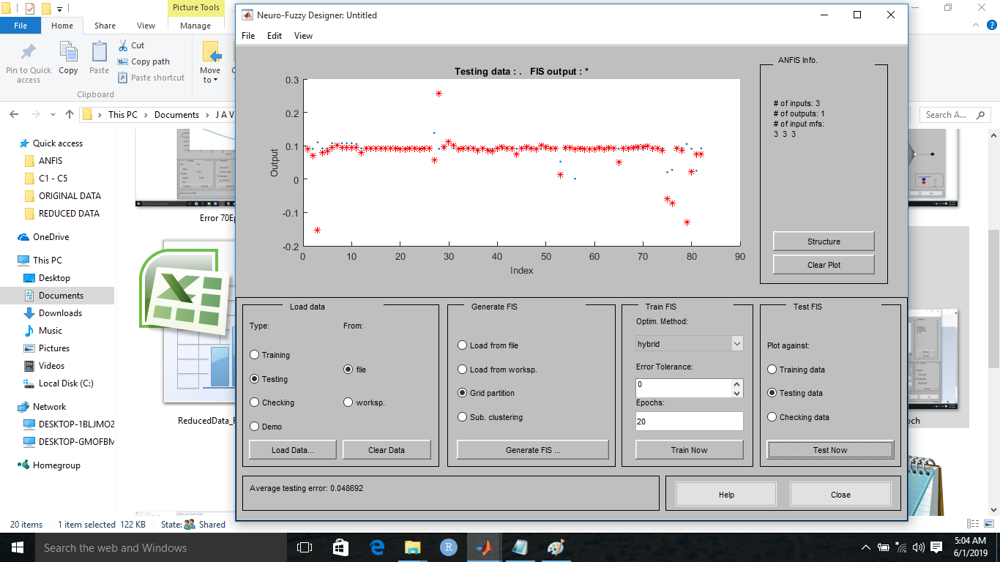 Picture Tools
Neuro-Fuzzy Designer: Untitled
File
Home
Share
View
Manage
File
Edit
View
Pin to Quick
access
Copy
Paste
Cut
Copy path
Paste shortcut
Move
to
Clipboard
This PC
Documents
J A V
Search A...
Quick access
ANFIS
C1 - C5
ORIGINAL DATA
REDUCED DATA
OneDrive
This PC
Desktop
Documents
Downloads
Music
Pictures
Videos
Local Disk (C:)
Network
DESKTOP-1BLJMO2
DESKTOP-GMOFBM
Homegroup
Error 70Ep
ReducedData_F
och
Testing data : . FIS output : *
0.3
0.2
0.1
0
-0.1
-0.2
Output
0 10 20 30 40 50 60 70 80 90
Index
ANFIS Info.
# of inputs: 3
# of outputs: 1
# of input mfs:
3 3 3
Structure
Clear Plot
Load data
Type:
From:
Training
Testing
file
Checking
worksp.
Demo
Load Data...
Clear Data
Generate FIS
Load from file
Load from worksp.
Grid partition
Sub. clustering
Generate FIS ...
Train FIS
Optim. Method:
hybrid
Error Tolerance:
0
Epochs:
20
Train Now
Test FIS
Plot against:
Training data
Testing data
Checking data
Test Now
Average testing error: 0.048692
Help
Close
20 items
1 item selected 122 KB
State:
Shared
Search the web and Windows
5:04 AM
6/1/2019